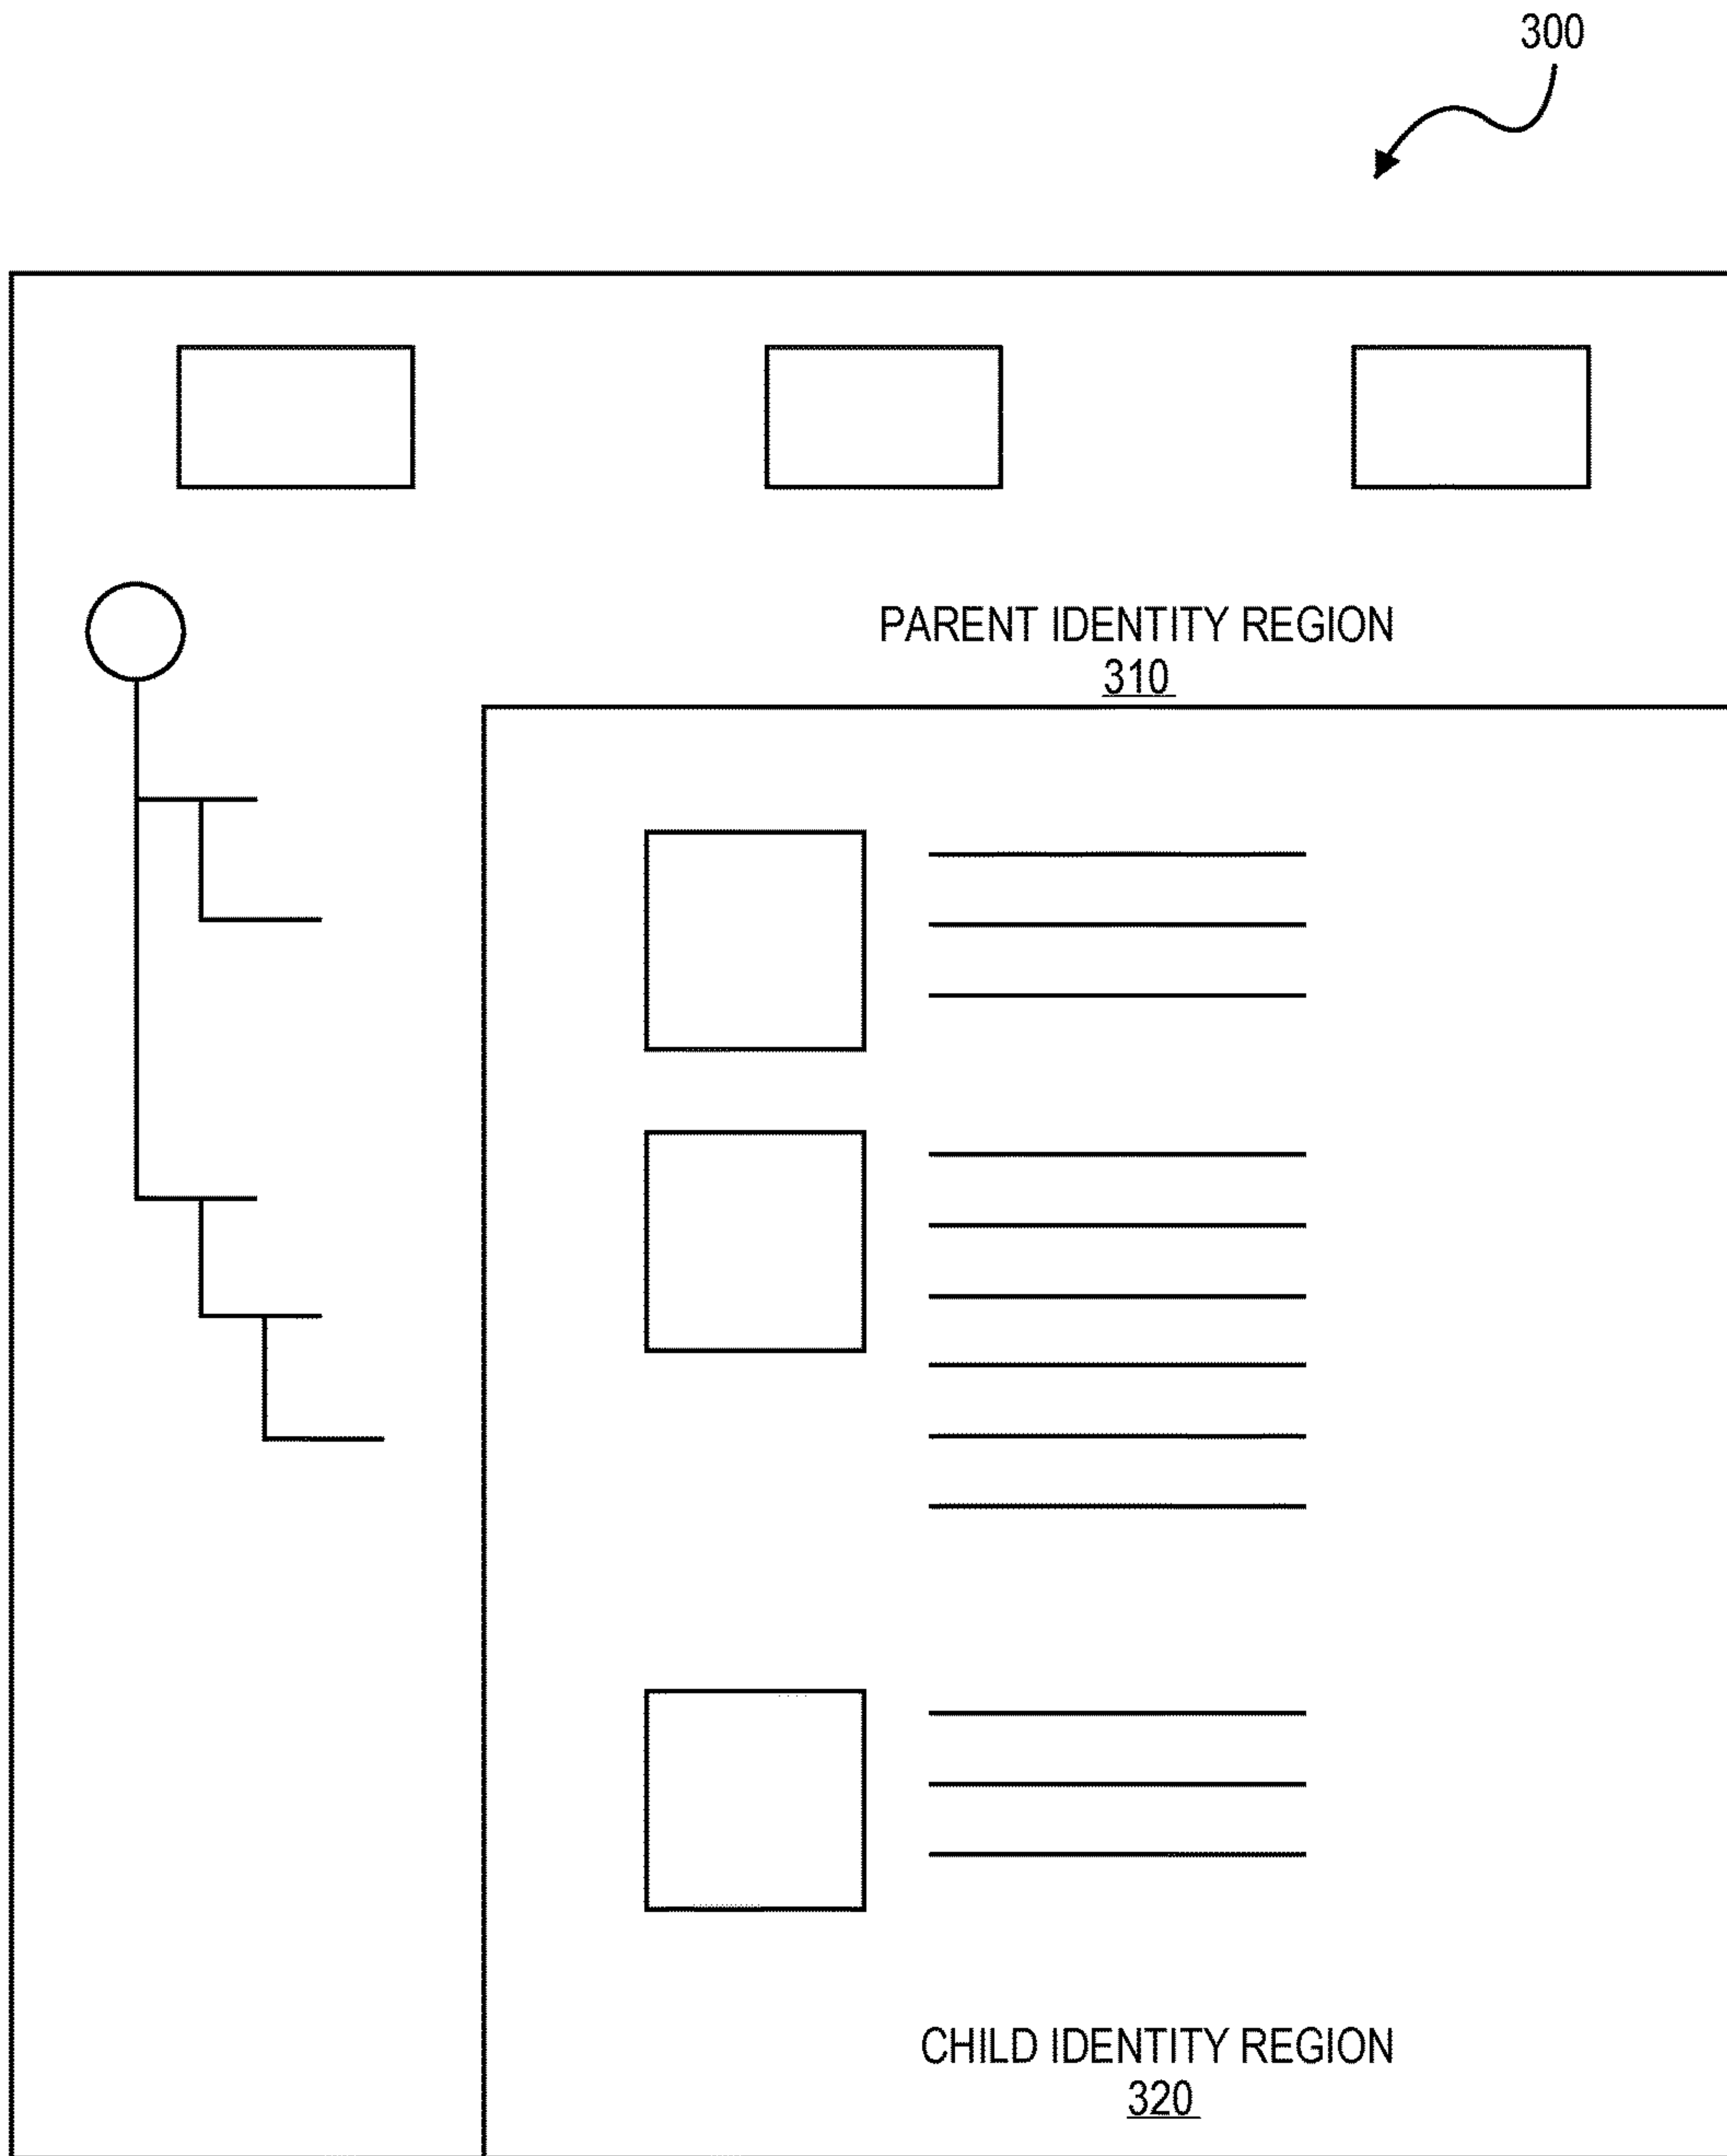 300
PARENT IDENTITY REGION
310
CHILD IDENTITY REGION
320